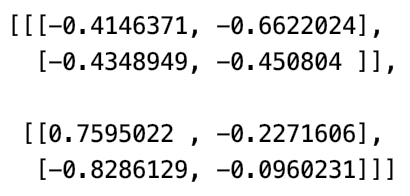 [[[-0.4146371, -0.6622024],
[-0.4348949, -0.450804 ]],
[[0.7595022 , -0.2271606],
[-0.8286129, -0.0960231]]]